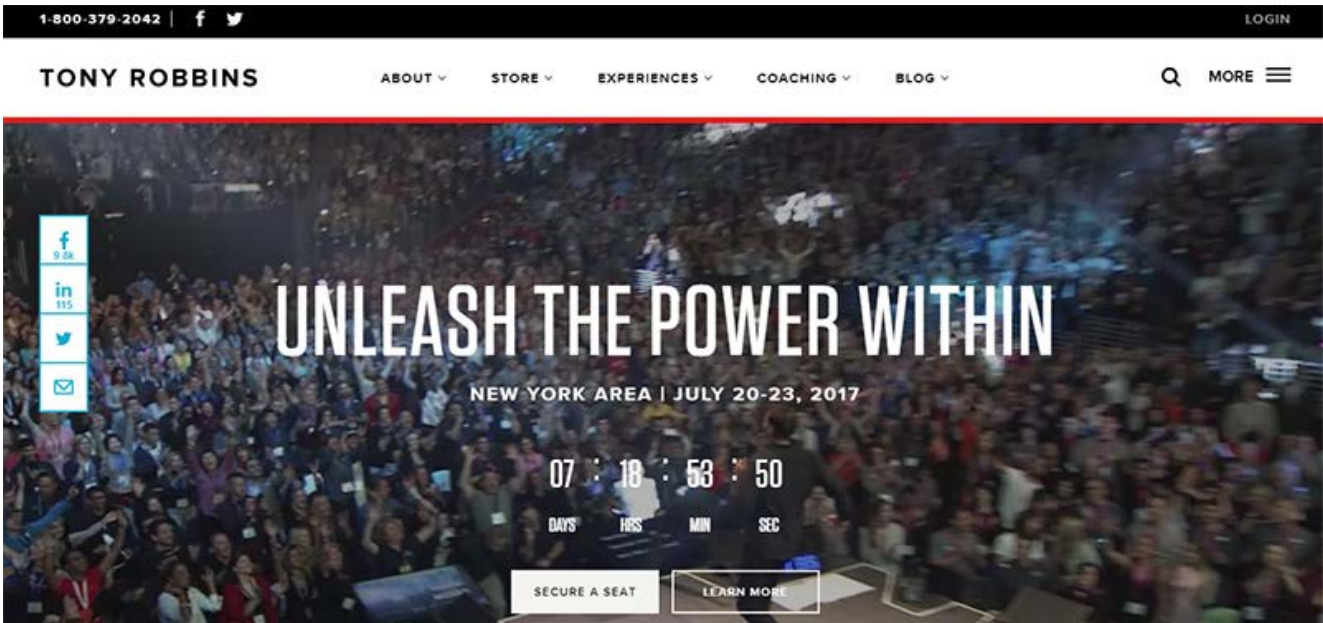 1-800-379-2042
LOGIN
TONY ROBBINS
ABOUT STORE EXPERIENCES COACHING BLOG
MORE
9.8k
in
115
UNLEASH THE POWER WITHIN
NEW YORK AREA | JULY 20-23, 2017
07 : 18 : 53 : 50
DAYS HRS MIN SEC
SECURE A SEAT LEARN MORE